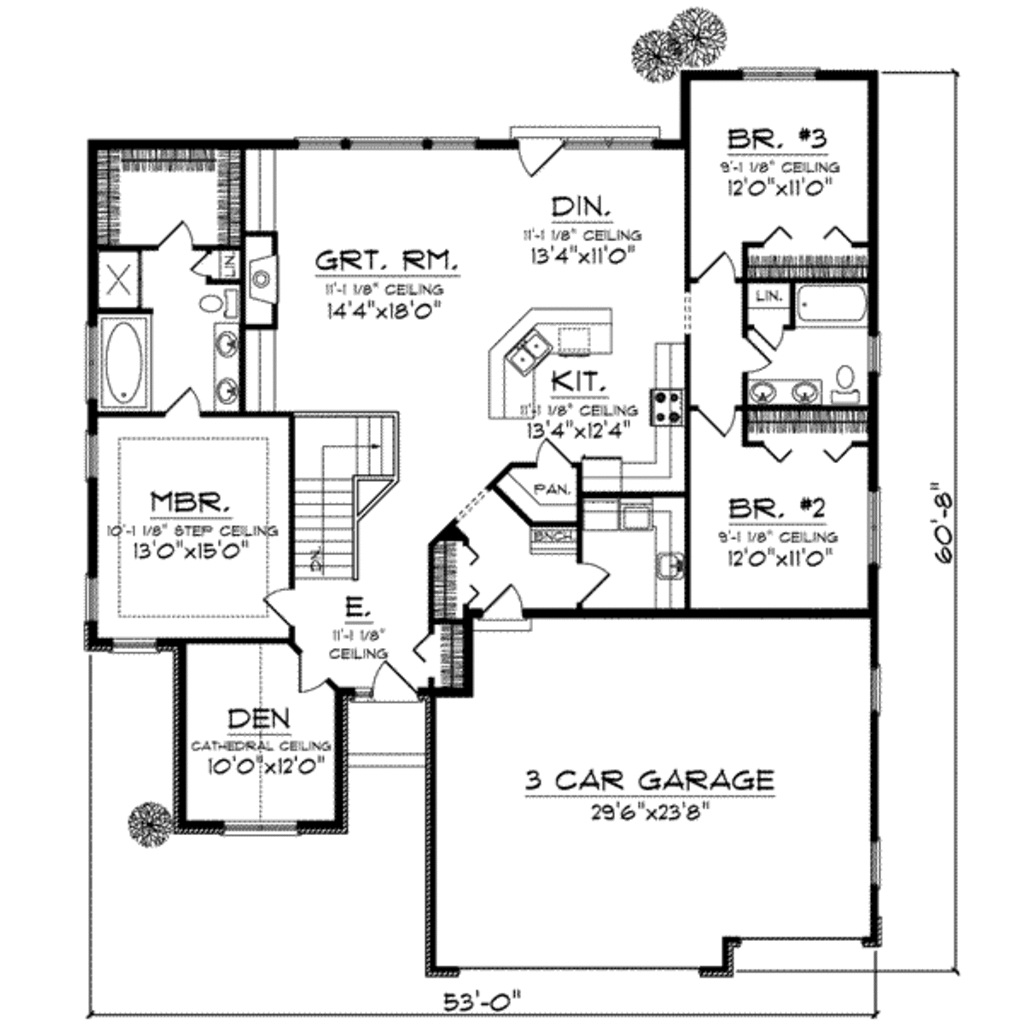 BR. #3
9'-1 1/8" CEILING
12'0"x11'0"
DIN.
11'-1 1/8" CEILING
13'4"x11'0"
GRT. RM.
11'-1 1/8" CEILING
14'4"x18'0"
LIN.
LIN.
KIT.
11'-1 1/8" CEILING
13'4"x12'4"
PAN.
MBR.
10'-1 1/8" STEP CEILING
13'0"x15'0"
BR. #2
9'-1 1/8" CEILING
12'0"x11'0"
60'-8"
BNCH.
DN.
E.
11'-1 1/8"
CEILING
DEN
CATHEDRAL CEILING
10'0"x12'0"
3 CAR GARAGE
29'6"x23'8"
53'-0"